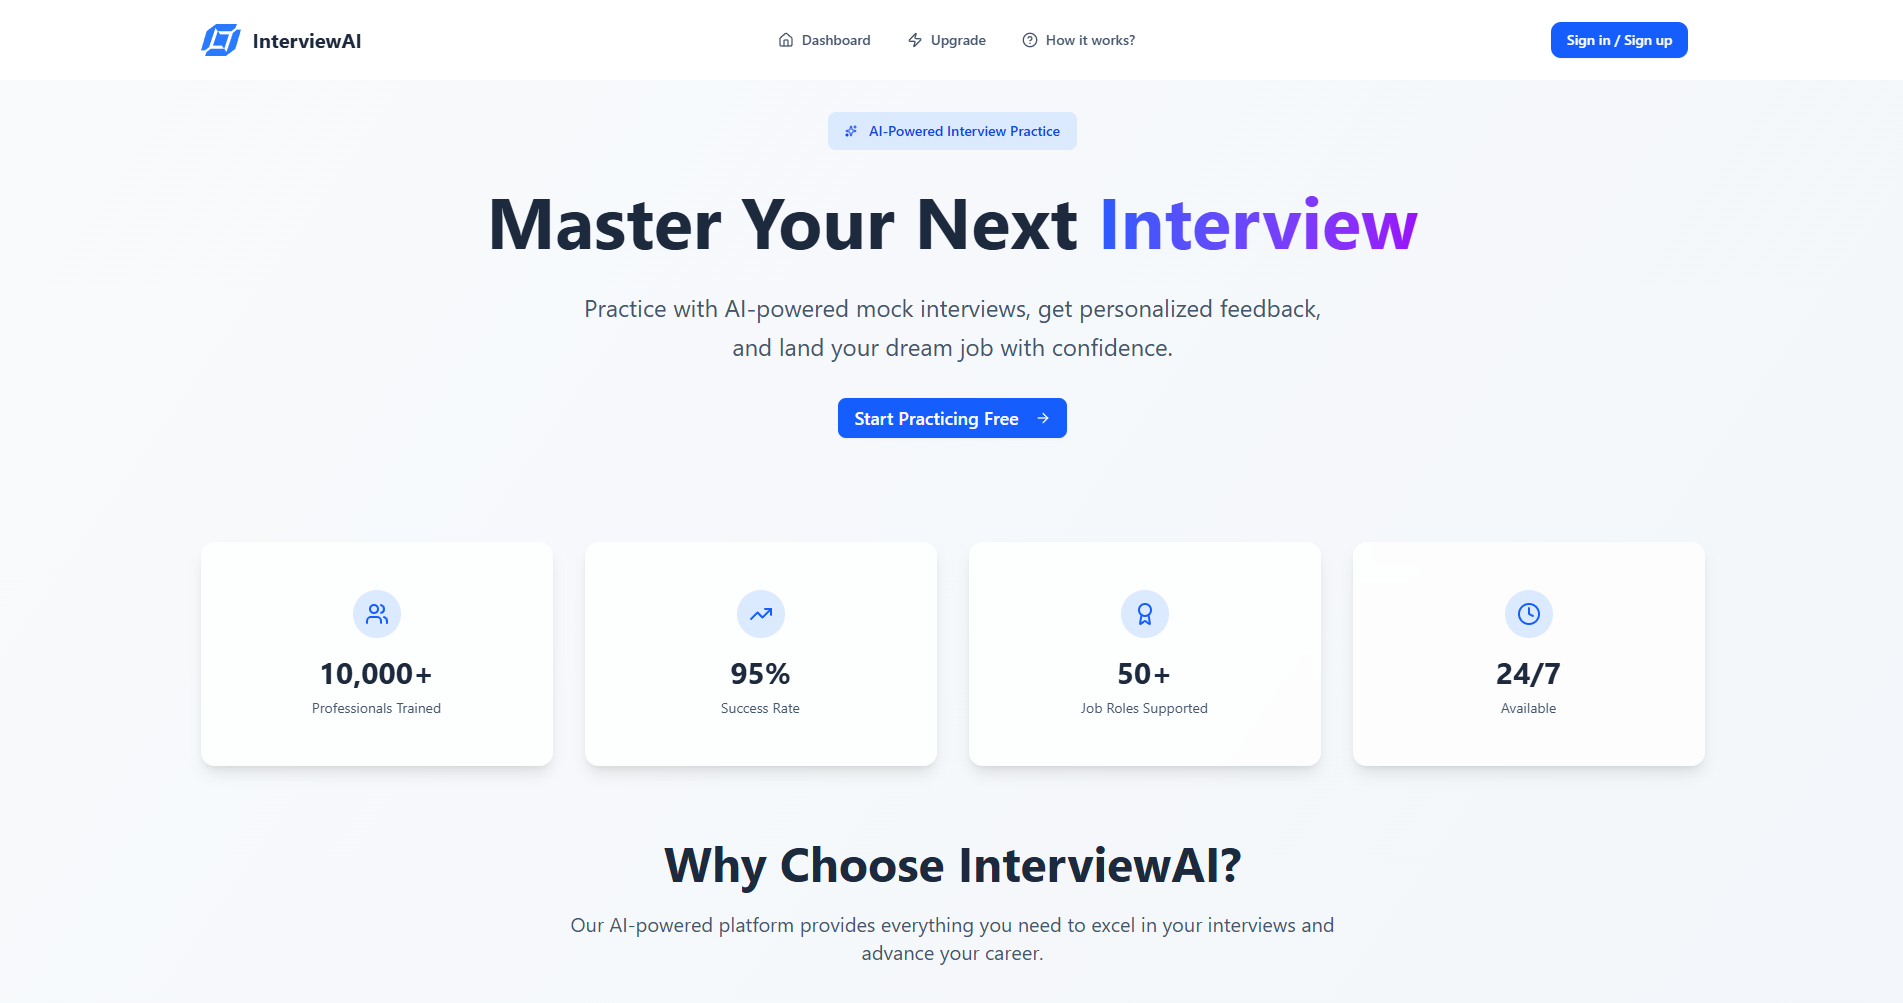 InterviewAI
Dashboard
Upgrade
How it works?
Sign in / Sign up
AI-Powered Interview Practice
Master Your Next Interview
Practice with AI-powered mock interviews, get personalized feedback,
and land your dream job with confidence.
Start Practicing Free
10,000+
Professionals Trained
95%
Success Rate
50+
Job Roles Supported
24/7
Available
Why Choose InterviewAI?
Our AI-powered platform provides everything you need to excel in your interviews and
advance your career.